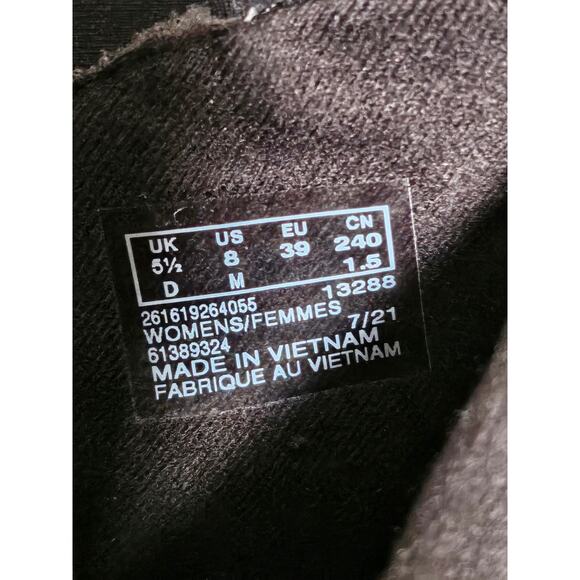 UK US EU CN
5½ 8 39 240
D M 1.5
261619264055 13288
WOMENS/FEMMES 7/21
61389324
MADE IN VIETNAM
FABRIQUE AU VIETNAM